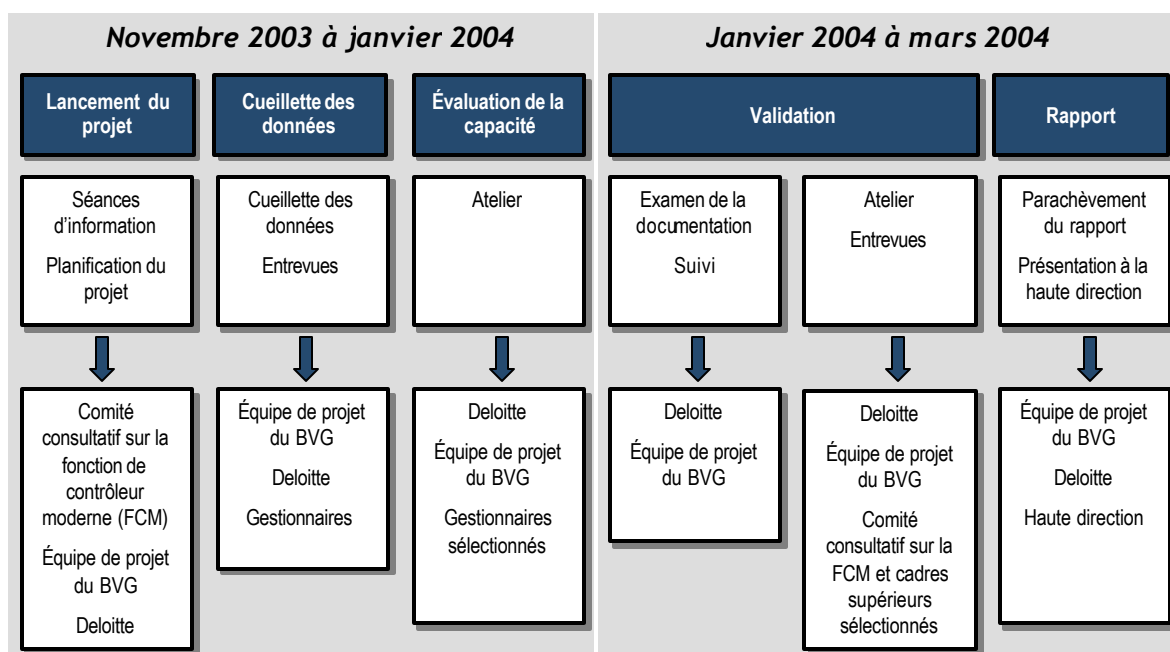 Novembre 2003 à janvier 2004
Lancement du
projet
Cueillette des
données
Évaluation de la
capacité
Séances
d'information
Planification du
projet
Cueillette des
données
Entrevues
Atelier
Comité
consultatif sur la
fonction de
contrôleur
moderne (FCM)
Équipe de projet
du BVG
Deloitte
Équipe de projet
du BVG
Deloitte
Gestionnaires
Deloitte
Équipe de projet
du BVG
Gestionnaires
sélectionnés
Janvier 2004 à mars 2004
Validation
Rapport
Examen de la
documentation
Suivi
Atelier
Entrevues
Parachèvement
du rapport
Présentation à la
haute direction
Deloitte
Équipe de projet
du BVG
Deloitte
Équipe de projet
du BVG
Comité
consultatif sur la
FCM et cadres
supérieurs
sélectionnés
Équipe de projet
du BVG
Deloitte
Haute direction